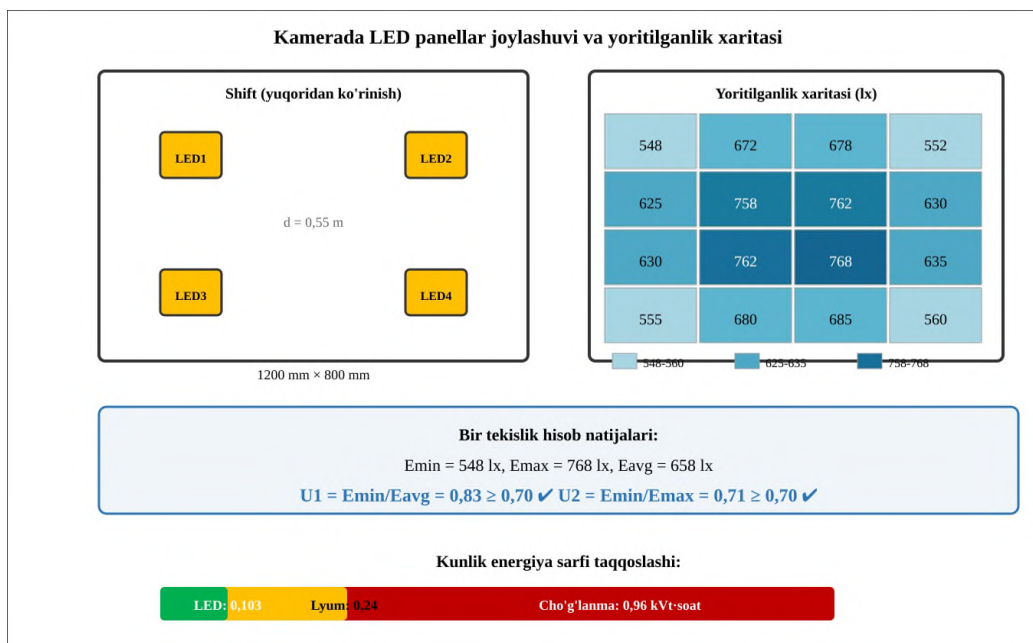 Kamerada LED panellar joylashuvi va yoritilganlik xaritasi
Shift (yuqoridan ko'rinish)
LED1
LED2
d = 0,55 m
LED3
LED4
1200 mm × 800 mm
Yoritilganlik xaritasi (lx)
548 672 678 552
625 758 762 630
630 762 768 635
555 680 685 560
548-560 625-635 758-768
Bir tekislik hisob natijalari:
Emin = 548 lx, Emax = 768 lx, Eavg = 658 lx
U1 = Emin/Eavg = 0,83 ≥ 0,70 ✔ U2 = Emin/Emax = 0,71 ≥ 0,70 ✔
Kunlik energiya sarfi taqqoslashi:
LED: 0,103 Lyum: 0,24 Cho'g'lanma: 0,96 kVt·soat